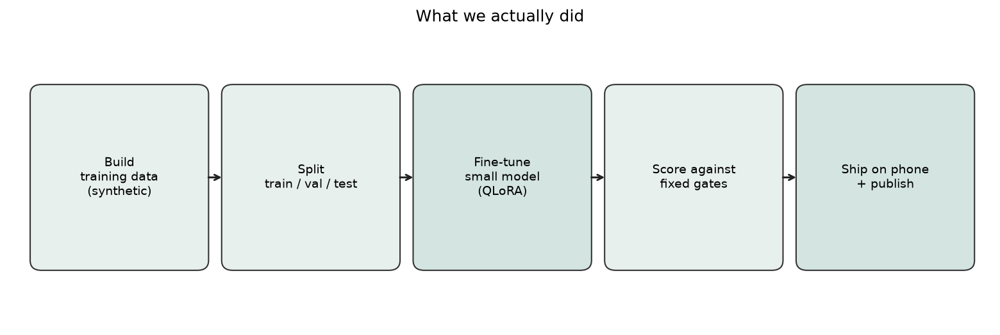 What we actually did
Build
training data
(synthetic)
Split
train / val / test
Fine-tune
small model
(QLoRA)
Score against
fixed gates
Ship on phone
+ publish